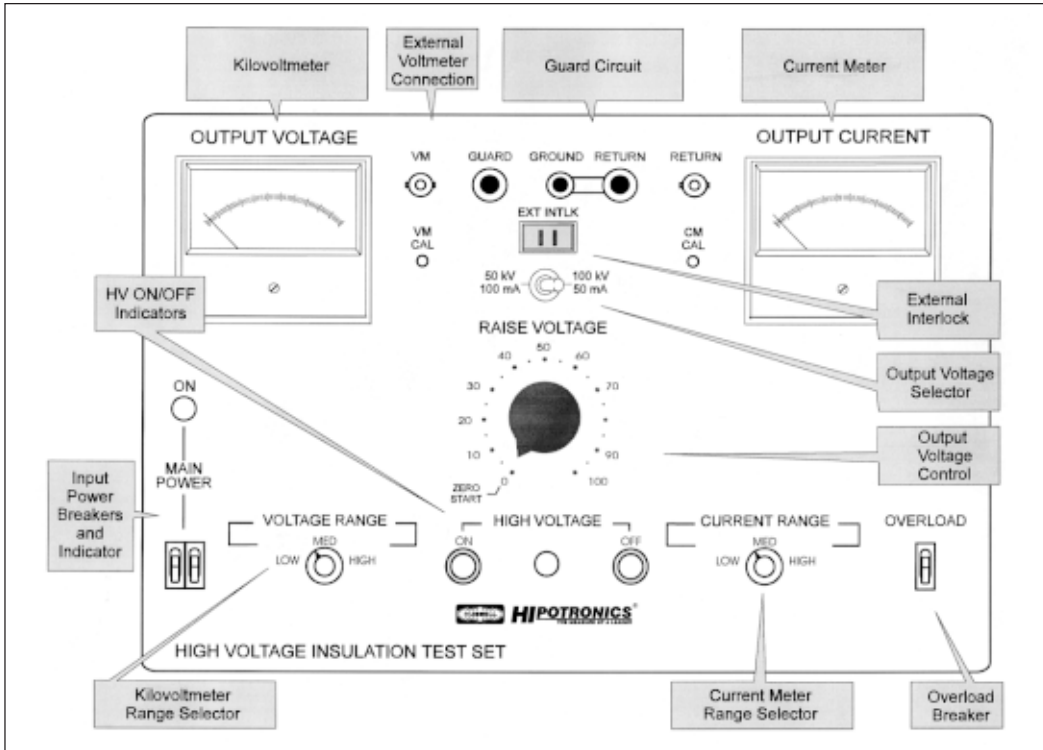 Kilovoltmeter
External
Voltmeter
Connection
Guard Circuit
Current Meter
OUTPUT VOLTAGE
OUTPUT CURRENT
VM
GUARD
GROUND
RETURN
RETURN
EXT INTLK
VM
CAL
CM
CAL
50 kV
100 mA
100 kV
50 mA
HV ON/OFF
Indicators
External
Interlock
RAISE VOLTAGE
Output Voltage
Selector
0
10
20
30
40
50
60
70
90
100
ZERO
START
ON
MAIN
POWER
Output
Voltage
Control
Input
Power
Breakers
and
Indicator
VOLTAGE RANGE
LOW
MED
HIGH
HIGH VOLTAGE
ON
OFF
CURRENT RANGE
LOW
MED
HIGH
OVERLOAD
HIPOTRONICS®
HIGH VOLTAGE INSULATION TEST SET
Kilovoltmeter
Range Selector
Current Meter
Range Selector
Overload
Breaker